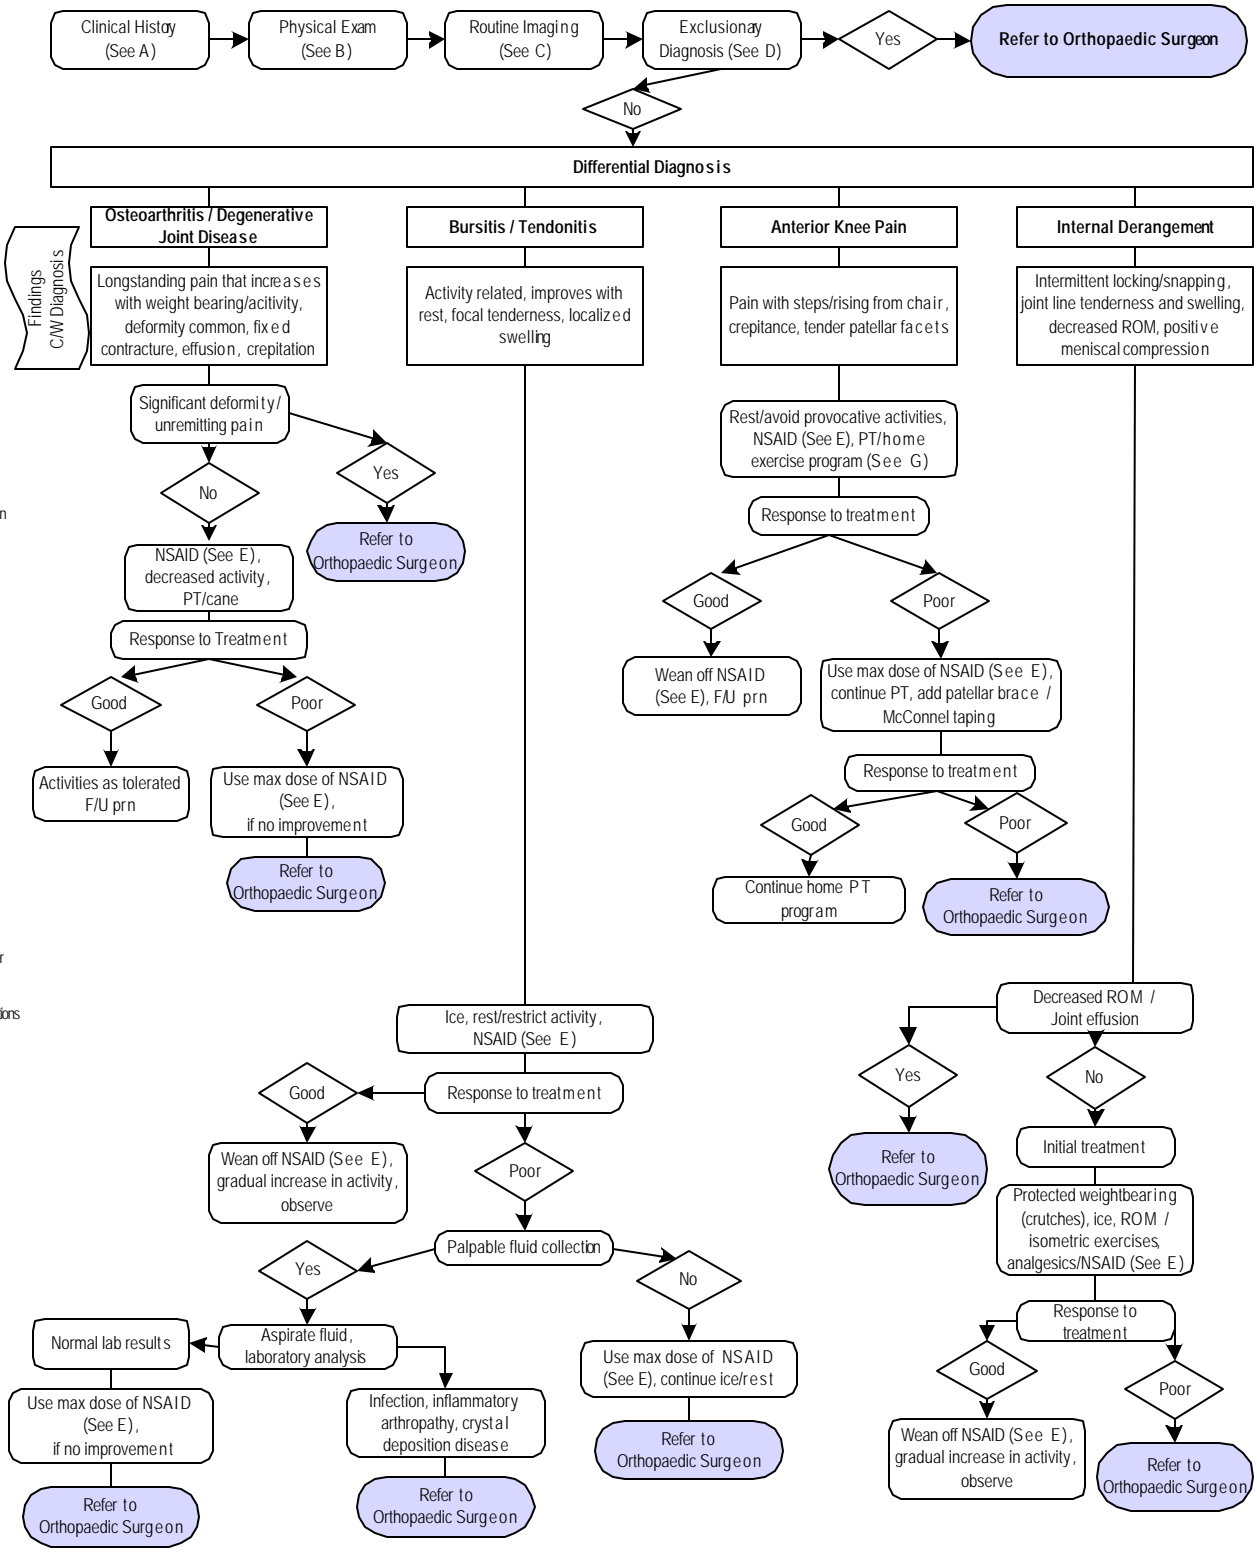 Clinical History
(See A)
Physical Exam
(See B)
Routine Imaging
(See C)
Exclusionary
Diagnosis (See D)
Yes
Refer to Orthopaedic Surgeon
No
Differential Diagnosis
Findings
C/W Diagnosis
Osteoarthritis / Degenerative
Joint Disease
Bursitis / Tendonitis
Anterior Knee Pain
Internal Derangement
Longstanding pain that increases
with weight bearing/acitivity,
deformity common, fixed
contracture, effusion, crepitation
Activity related, improves with
rest, focal tenderness, localized
swelling
Pain with steps/rising from chair,
crepitance, tender patellar facets
Intermittent locking/snapping,
joint line tenderness and swelling,
decreased ROM, positive
meniscal compression
Significant deformity/
unremitting pain
Yes
No
Refer to
Orthopaedic Surgeon
n
NSAID (See E),
decreased activity,
PT/cane
Response to Treatment
Good
Poor
Activities as tolerated
F/U prn
Use max dose of NSAID
(See E),
if no improvement
Refer to
Orthopaedic Surgeon
Rest/avoid provocative activities,
NSAID (See E), PT/home
exercise program (See G)
Response to treatment
Good
Poor
Wean off NSAID
(See E), F/U prn
Use max dose of NSAID (See E),
continue PT, add patellar brace /
McConnel taping
Response to treatment
Good
Poor
Continue home PT
program
Refer to
Orthopaedic Surgeon
r
tions
Ice, rest/restrict activity,
NSAID (See E)
Response to treatment
Good
Wean off NSAID (See E),
gradual increase in activity,
observe
Poor
Palpable fluid collection
Yes
No
Aspirate fluid,
laboratory analysis
Normal lab results
Use max dose of NSAID
(See E),
if no improvement
Refer to
Orthopaedic Surgeon
Infection, inflammatory
arthropathy, crystal
deposition disease
Refer to
Orthopaedic Surgeon
Use max dose of NSAID
(See E), continue ice/rest
Refer to
Orthopaedic Surgeon
Decreased ROM /
Joint effusion
Yes
No
Refer to
Orthopaedic Surgeon
Initial treatment
Protected weightbearing
(crutches), ice, ROM /
isometric exercises,
analgesics/NSAID (See E)
Response to
treatment
Good
Poor
Wean off NSAID (See E),
gradual increase in activity,
observe
Refer to
Orthopaedic Surgeon